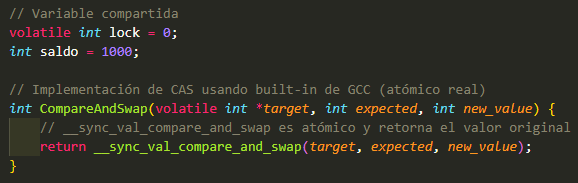 // Variable compartida
volatile int lock = 0;
int saldo = 1000;
// Implementación de CAS usando built-in de GCC (atómico real)
int CompareAndSwap(volatile int *target, int expected, int new_value) {
// __sync_val_compare_and_swap es atómico y retorna el valor original
return __sync_val_compare_and_swap(target, expected, new_value);
}